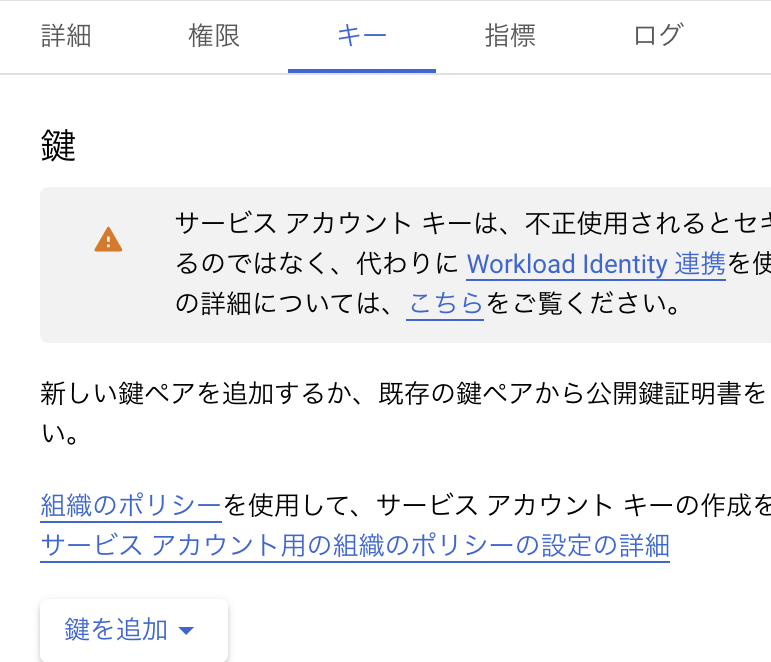 詳細
権限
キー
指標
ログ
鍵
サービス アカウント キーは、不正使用されるとセキ
るのではなく、代わりに Workload Identity 連携を使
の詳細については、こちらをご覧ください。
新しい鍵ペアを追加するか、既存の鍵ペアから公開鍵証明書を
い。
組織のポリシーを使用して、サービス アカウント キーの作成を
サービス アカウント用の組織のポリシーの設定の詳細
鍵を追加